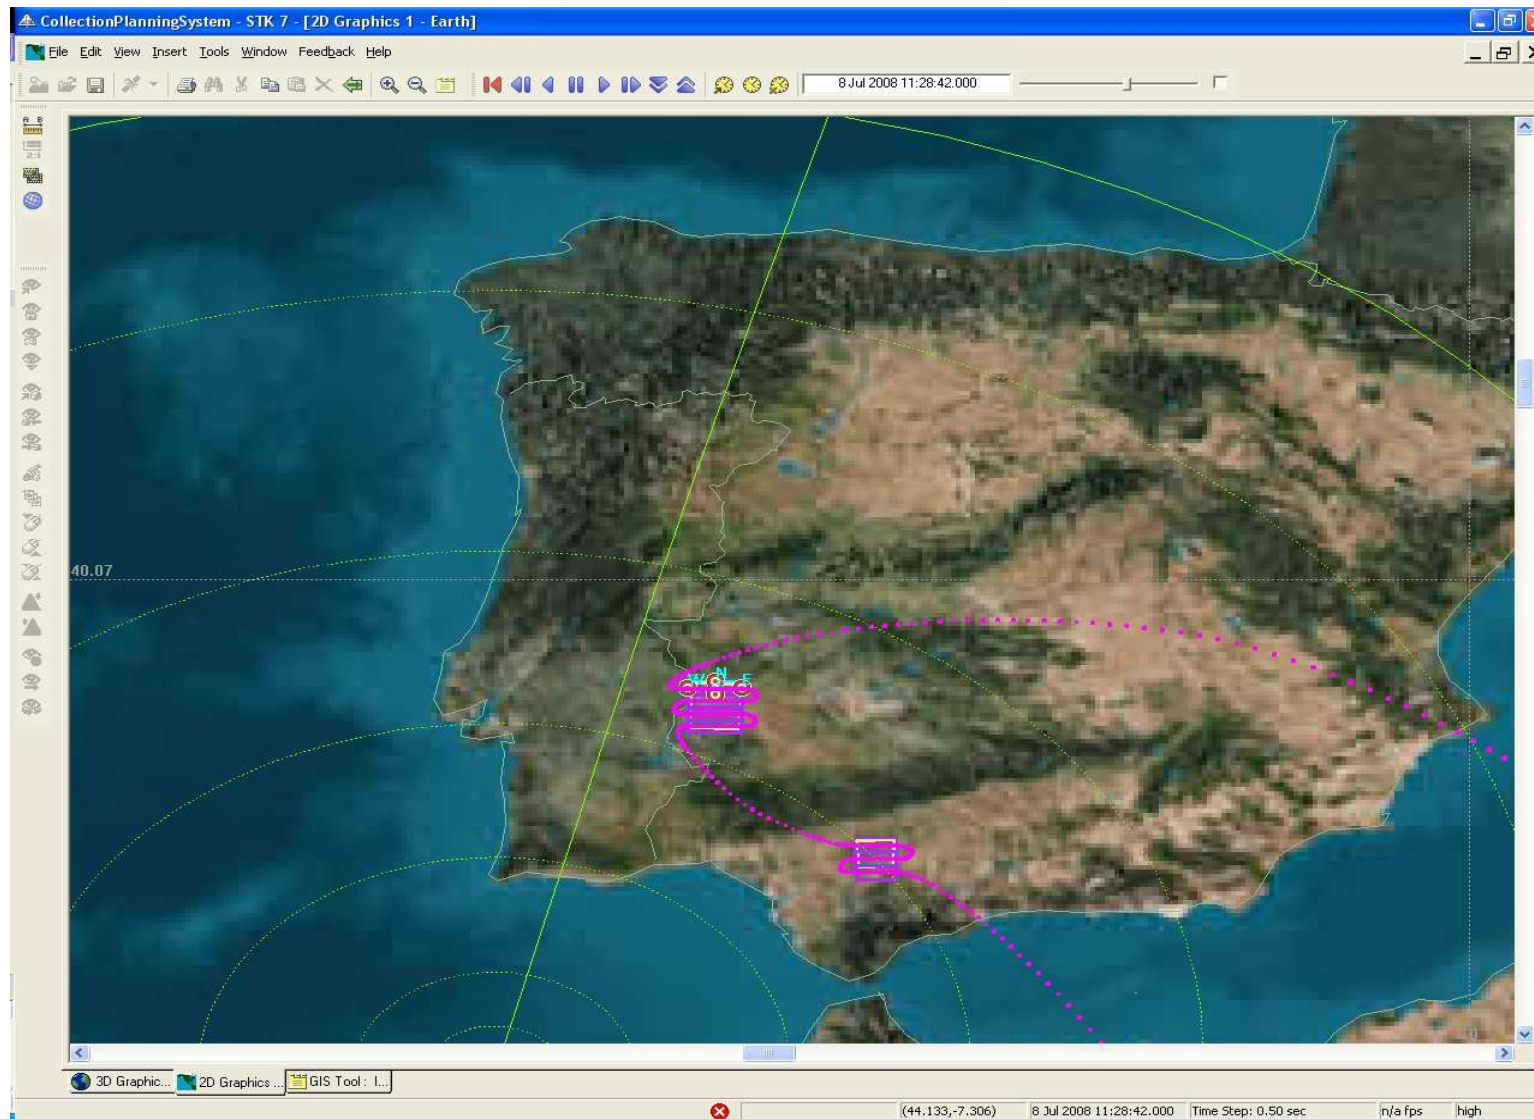 CollectionPlanningSystem - STK 7 - [2D Graphics 1 - Earth]
File Edit View Insert Tools Window Feedback Help
8 Jul 2008 11:28:42.000
A B
40.07
W N E
3D Graphic... 2D Graphics ... GIS Tool : I...
(44.133,-7.306) 8 Jul 2008 11:28:42.000 Time Step: 0.50 sec n/a fps high